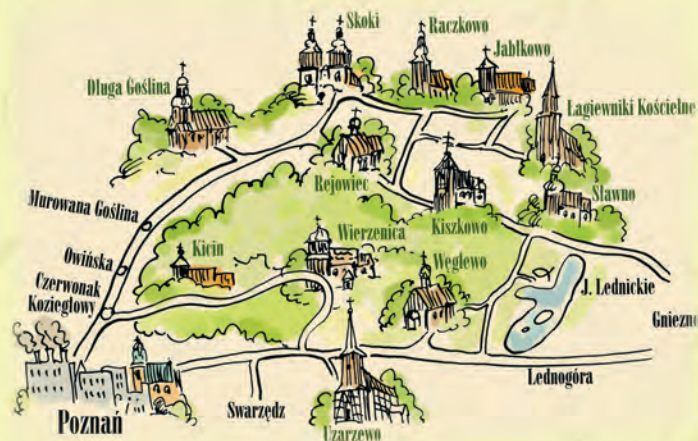 Skoki
Raczkowo
Jabłkowo
Długa Goślina
Łagiewniki Kościelne
Rejowiec
Sławno
Murowana Goślina
Kiszkowo
Wierzenica
Kicin
Owińska
Węglewo
Czerwonak
Koziegłowy
J. Lednickie
Gniezno
Lednogóra
Swarzędz
Poznań
Uzarzewo